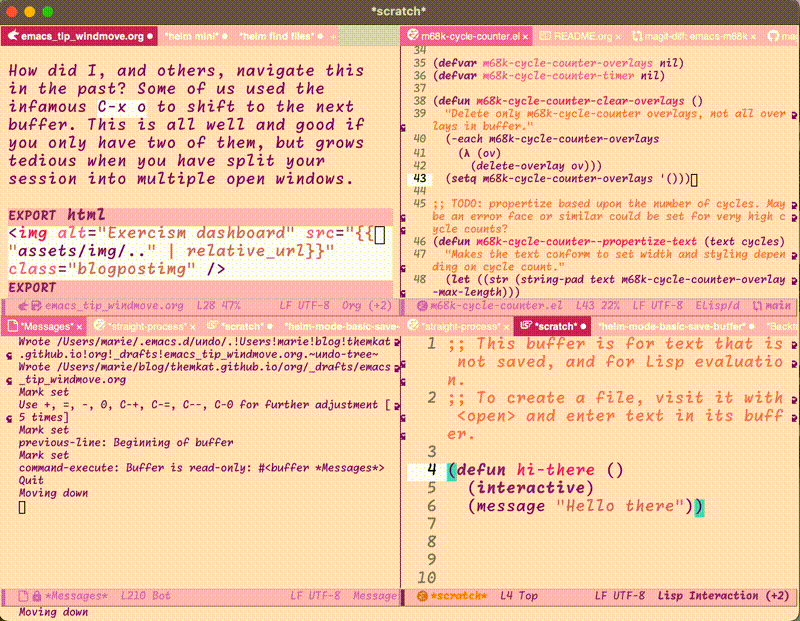 *scratch*
emacs_tip_windmove.org
*helm mini*
*helm find files*
How did I, and others, navigate this
in the past? Some of us used the
infamous C-x o to shift to the next
buffer. This is all well and good if
you only have two of them, but grows
tedious when you have split your
session into multiple open windows.
EXPORT html
<img alt="Exercism dashboard" src="{{
"assets/img/.." | relative_url}}"
class="blogpostimg" />
EXPORT
emacs_tip_windmove.org L28 47% LF UTF-8 Org (+2)
m68k-cycle-counter.el × README.org × magit-diff: emacs-m68k ×
34
35 (defvar m68k-cycle-counter-overlays nil)
36 (defvar m68k-cycle-counter-timer nil)
37
38 (defun m68k-cycle-counter-clear-overlays ()
39 "Delete only m68k-cycle-counter overlays, not all over
lays in buffer."
40 (-each m68k-cycle-counter-overlays
41 (λ (ov)
42 (delete-overlay ov)))
43 (setq m68k-cycle-counter-overlays '()))
44
45 ;; TODO: propertize based upon the number of cycles. May
be an error face or similar could be set for very high c
ycle counts?
46 (defun m68k-cycle-counter--propertize-text (text cycles)
47 "Makes the text conform to set width and styling depen
ding on cycle count."
48 (let ((str (string-pad text m68k-cycle-counter-overlay
-max-length)))
m68k-cycle-counter.el L43 22% LF UTF-8 ELisp/d main
*Messages* × *straight-process* × *scratch* *helm-mode-basic-save-
Wrote /Users/marie/.emacs.d/undo/.!Users!marie!blog!themkat
.github.io!org!_drafts!emacs_tip_windmove.org.~undo-tree~
Wrote /Users/marie/blog/themkat.github.io/org/_drafts/emacs
_tip_windmove.org
Mark set
Use +, =, -, 0, C-+, C-=, C--, C-0 for further adjustment [
5 times]
Mark set
previous-line: Beginning of buffer
Mark set
command-execute: Buffer is read-only: #<buffer *Messages*>
Quit
Moving down
*Messages* L210 Bot LF UTF-8 Message
*straight-process* × *scratch* *helm-mode-basic-save-buffer*
1 ;; This buffer is for text that is
not saved, and for Lisp evaluatio
n.
2 ;; To create a file, visit it with
<open> and enter text in its buff
er.
3
4 (defun hi-there ()
5 (interactive)
6 (message "Hello there"))
7
8
9
10
*scratch* L4 Top LF UTF-8 Lisp Interaction (+2)
Moving down